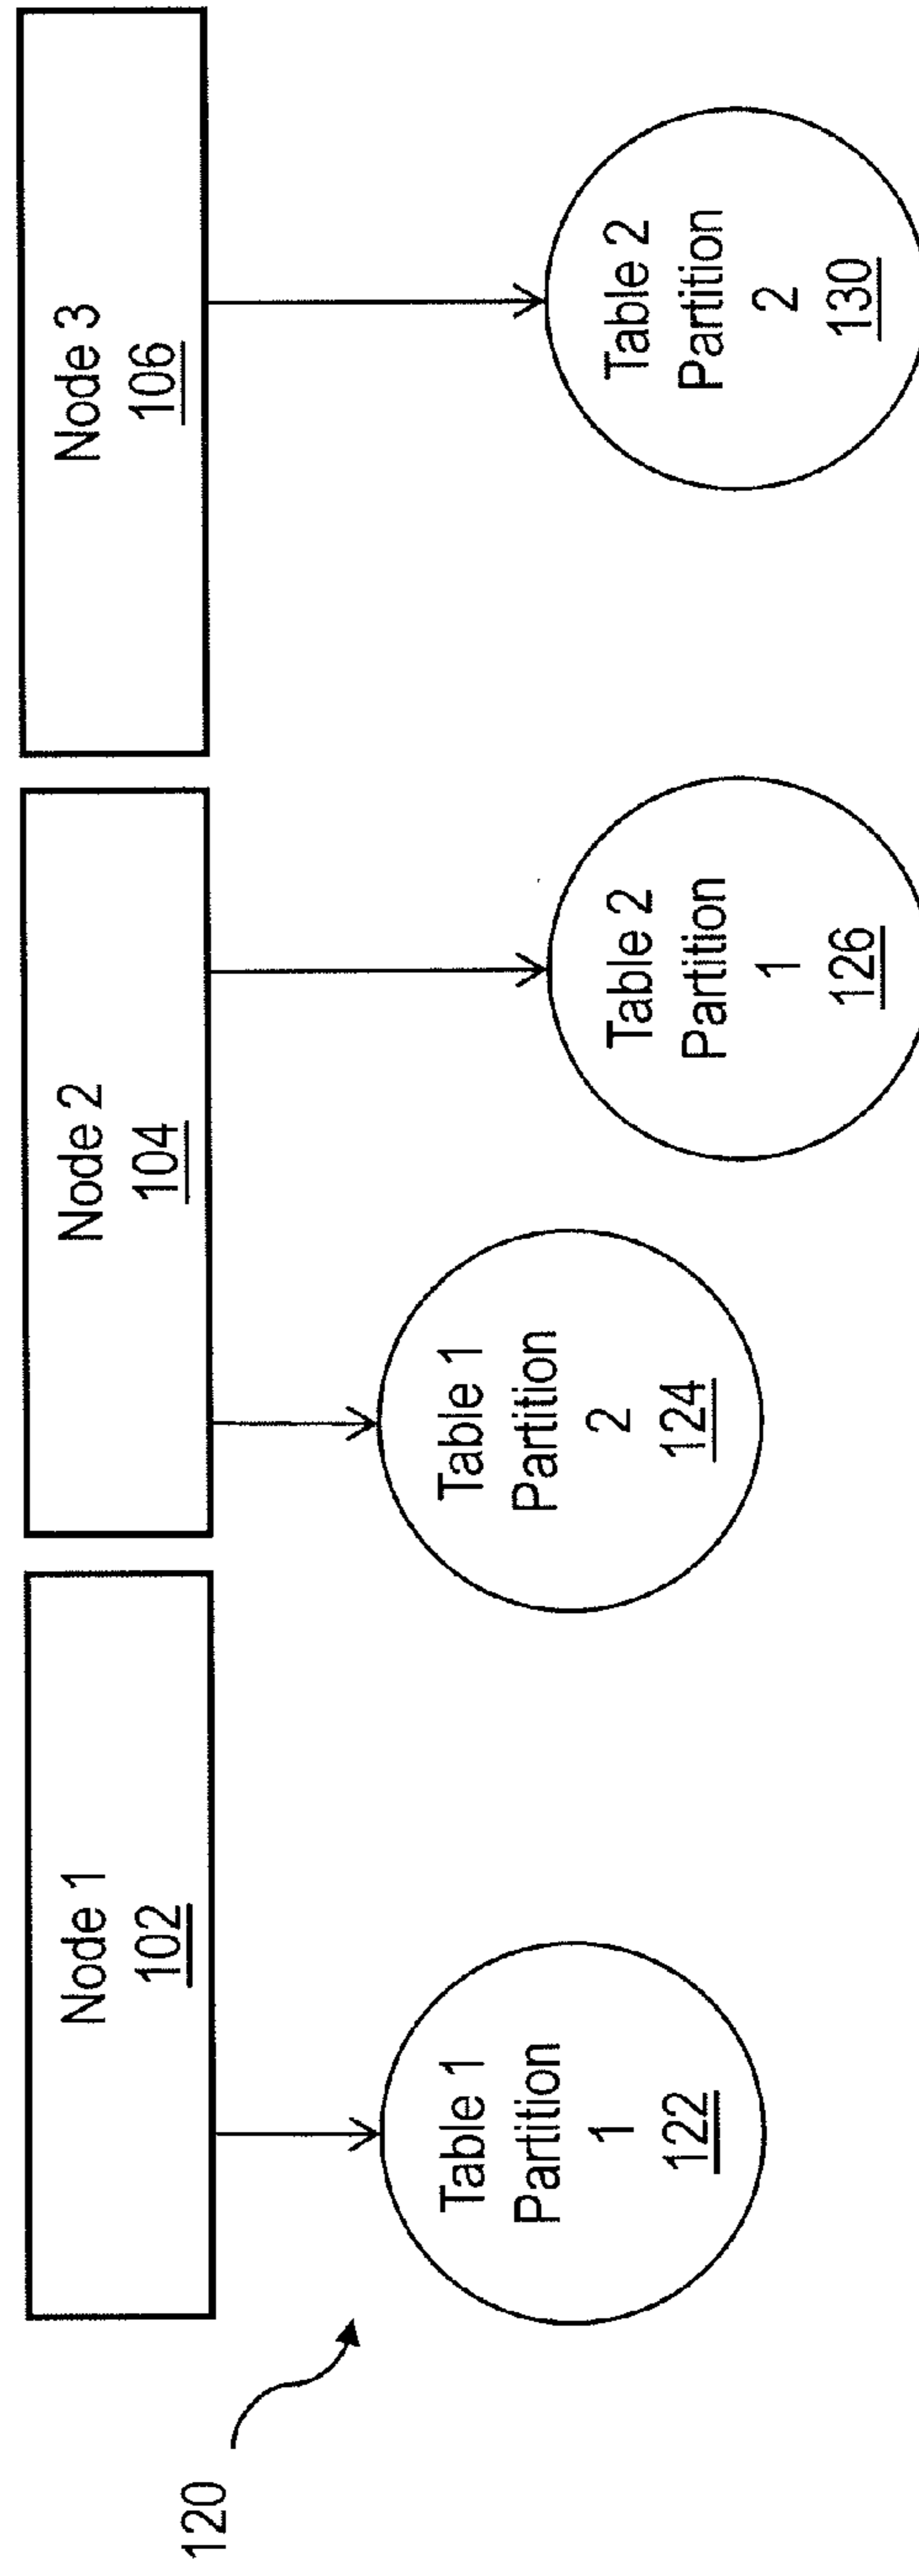 120
Node 1
102
Node 2
104
Node 3
106
Table 1
Partition
1
122
Table 1
Partition
2
124
Table 2
Partition
1
126
Table 2
Partition
2
130